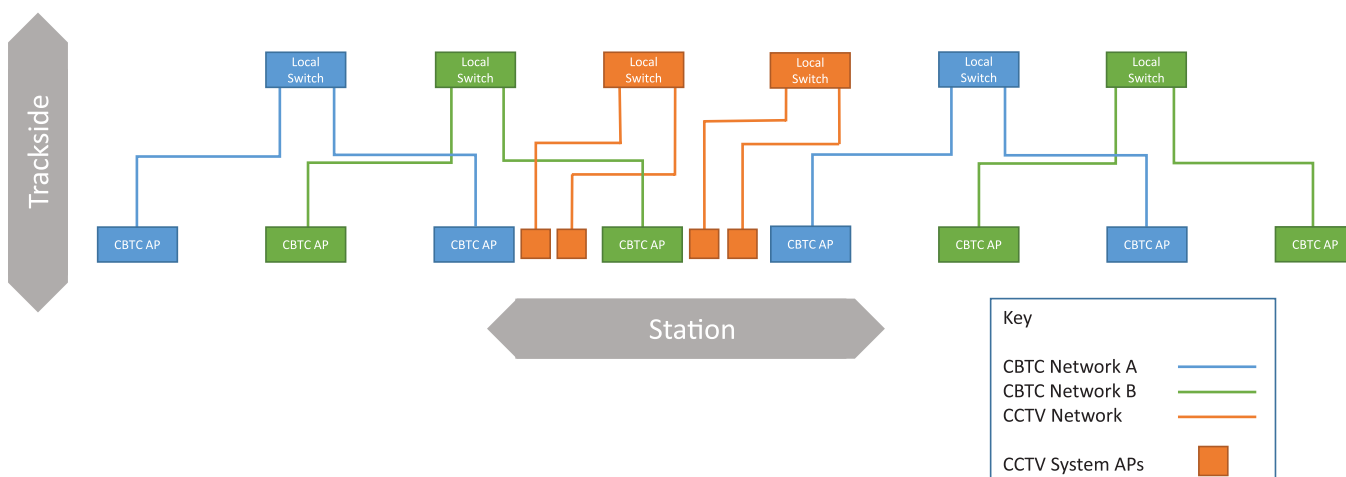 Trackside
Local
Switch
Local
Switch
Local
Switch
Local
Switch
Local
Switch
Local
Switch
CBTC AP
CBTC AP
CBTC AP
CBTC AP
CBTC AP
CBTC AP
CBTC AP
CBTC AP
Station
Key
CBTC Network A
CBTC Network B
CCTV Network
CCTV System APs